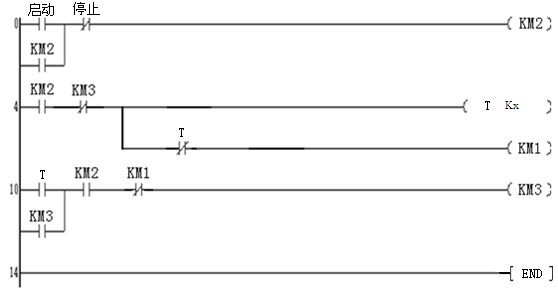 启动 停止
0 KM2
KM2
KM2 KM3
4 T Kx
T
KM1
T KM2 KM1
10 KM3
KM3
14 END